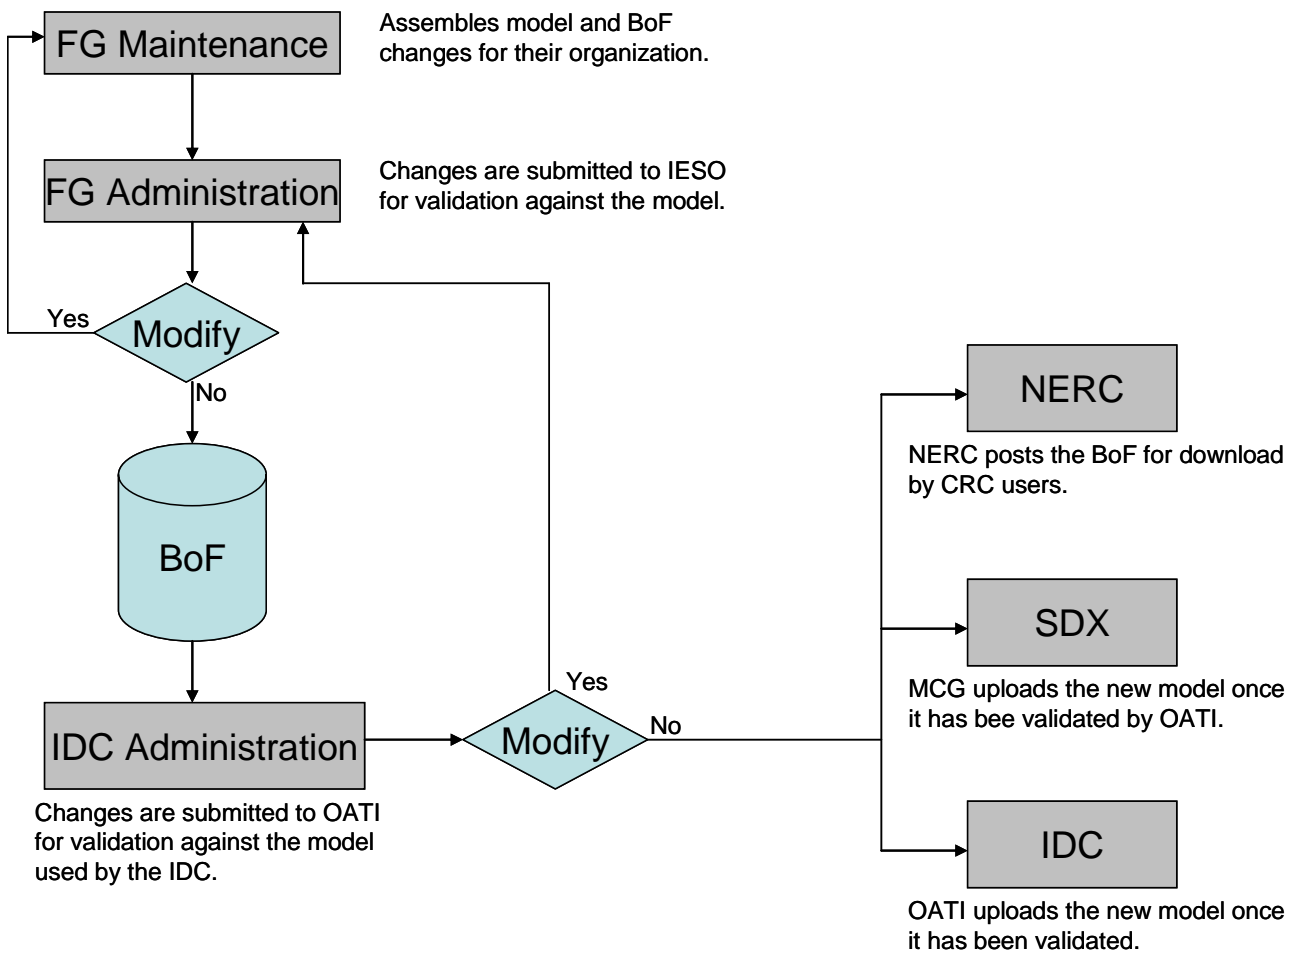 FG Maintenance
Assembles model and BoF
changes for their organization.
FG Administration
Changes are submitted to IESO
for validation against the model.
Yes
Modify
No
BoF
IDC Administration
Changes are submitted to OATI
for validation against the model
used by the IDC.
Yes
Modify
No
NERC
NERC posts the BoF for download
by CRC users.
SDX
MCG uploads the new model once
it has bee validated by OATI.
IDC
OATI uploads the new model once
it has been validated.